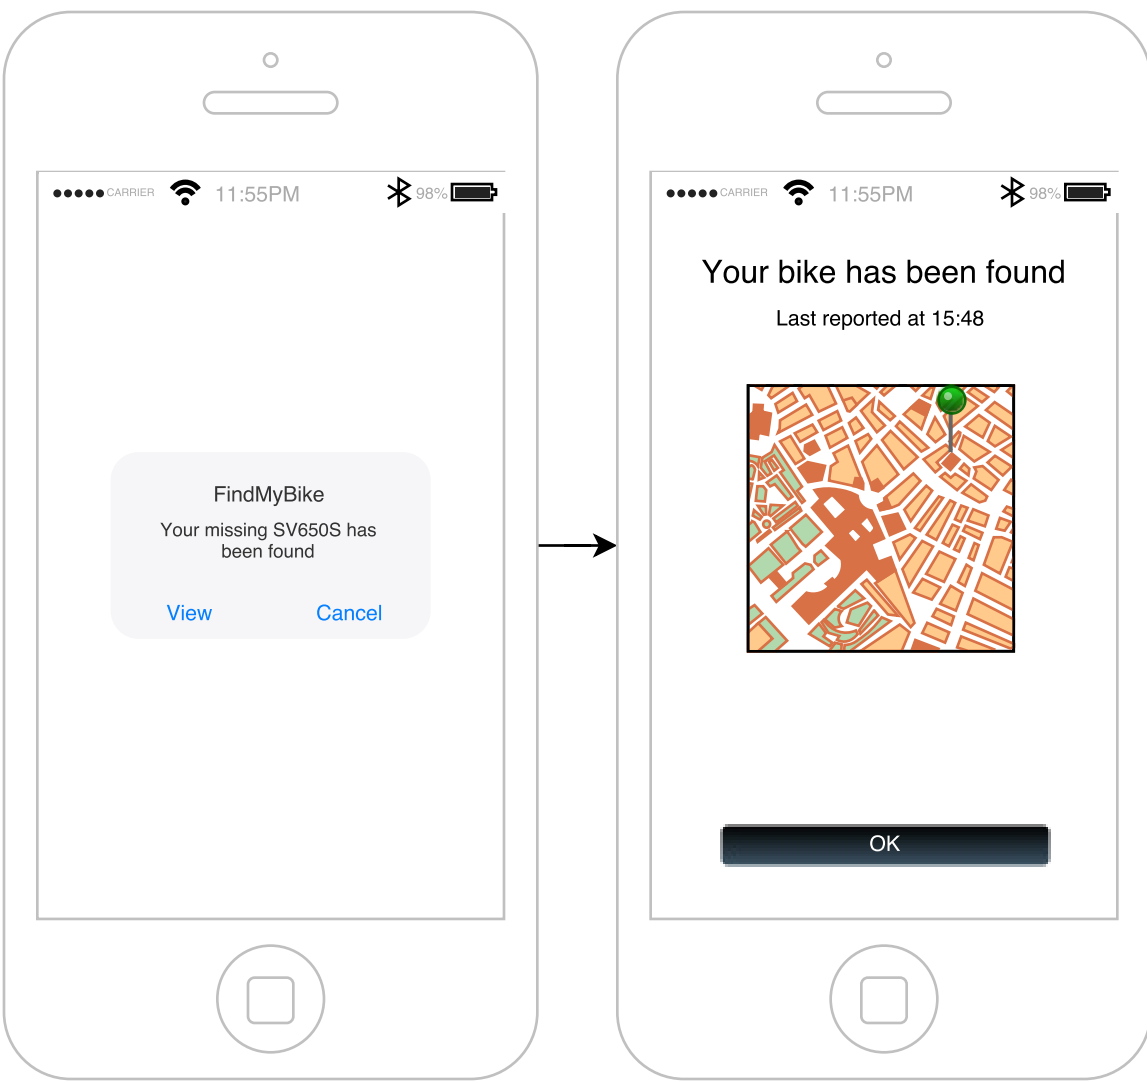 CARRIER 11:55PM 98%
FindMyBike
Your missing SV650S has
been found
View Cancel
CARRIER 11:55PM 98%
Your bike has been found
Last reported at 15:48
OK